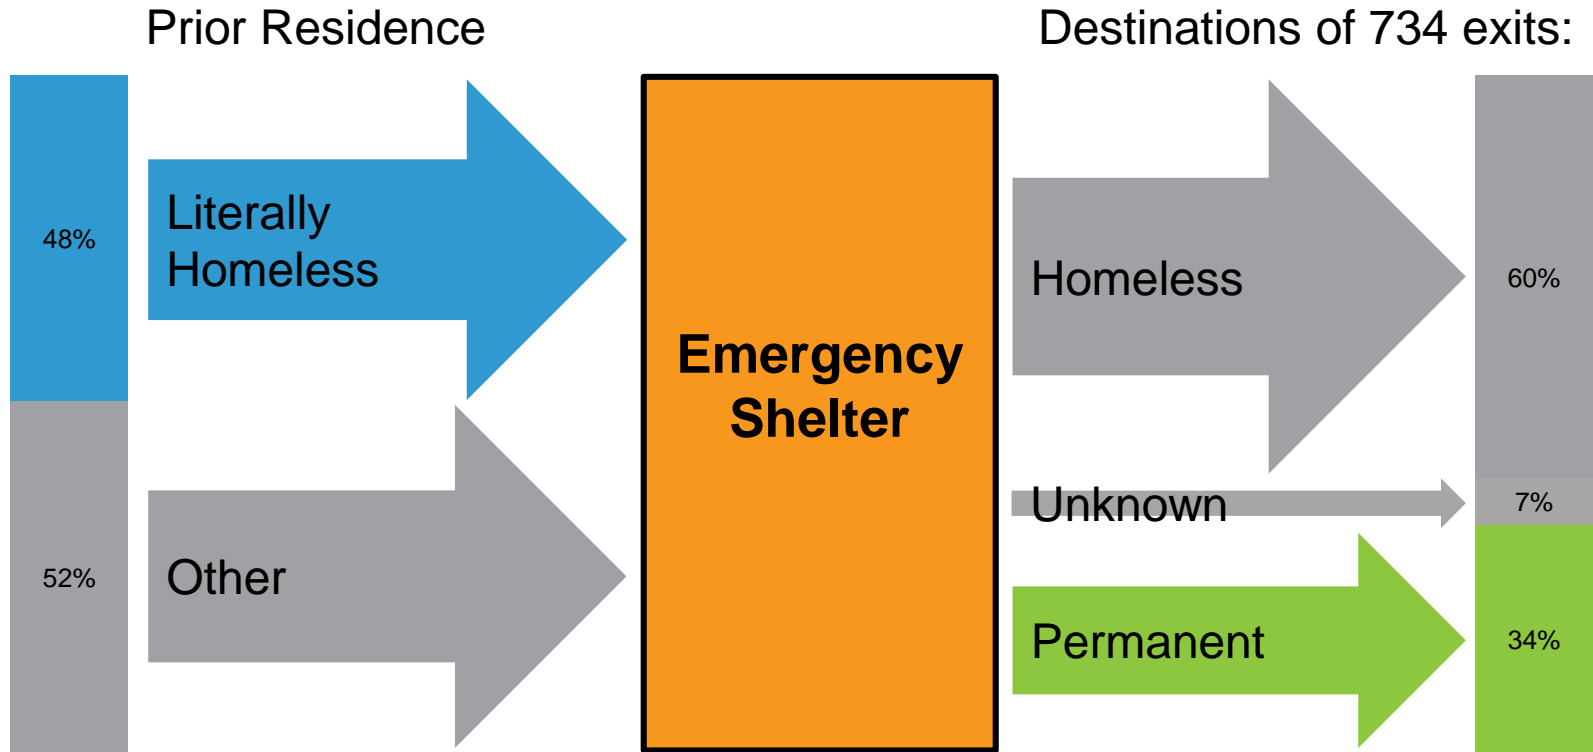 Prior Residence
Destinations of 734 exits:
48%
Literally
Homeless
52%
Other
Emergency
Shelter
Homeless
60%
Unknown
7%
Permanent
34%